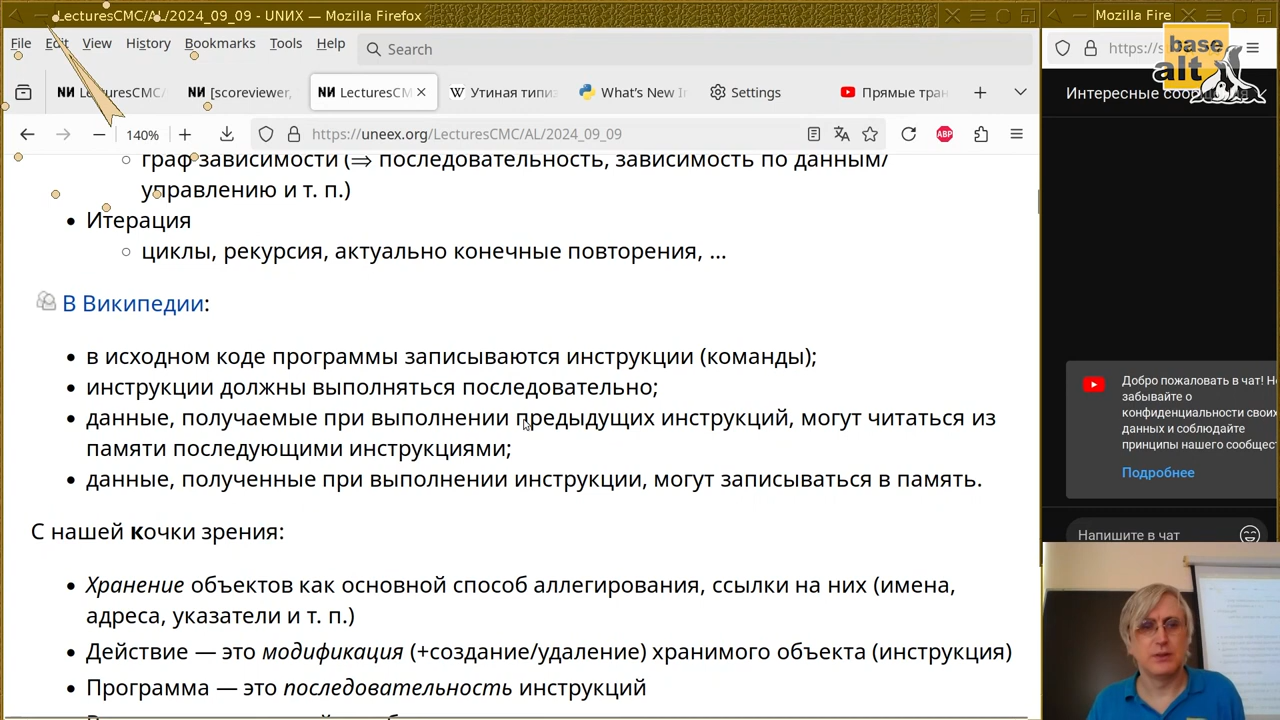 LecturesCMC/AL/2024_09_09 - UNИX — Mozilla Firefox
Mozilla Fire
File Edit View History Bookmarks Tools Help
Search
https://s
base
alt
LecturesCMC/
[scoreviewer,
LecturesCM
Утиная типиз
What's New In
Settings
Прямые тран
Интересные сооб
140%
https://uneex.org/LecturesCMC/AL/2024_09_09
ABP
граф зависимости (⇒ последовательность, зависимость по данным/
управлению и т. п.)
Итерация
циклы, рекурсия, актуально конечные повторения, …
В Википедии:
в исходном коде программы записываются инструкции (команды);
инструкции должны выполняться последовательно;
данные, получаемые при выполнении предыдущих инструкций, могут читаться из
памяти последующими инструкциями;
данные, полученные при выполнении инструкции, могут записываться в память.
С нашей кочки зрения:
Хранение объектов как основной способ аллегирования, ссылки на них (имена,
адреса, указатели и т. п.)
Действие — это модификация (+создание/удаление) хранимого объекта (инструкция)
Программа — это последовательность инструкций
Добро пожаловать в чат! Н
забывайте о
конфиденциальности своих
данных и соблюдайте
принципы нашего сообщес
Подробнее
Напишите в чат